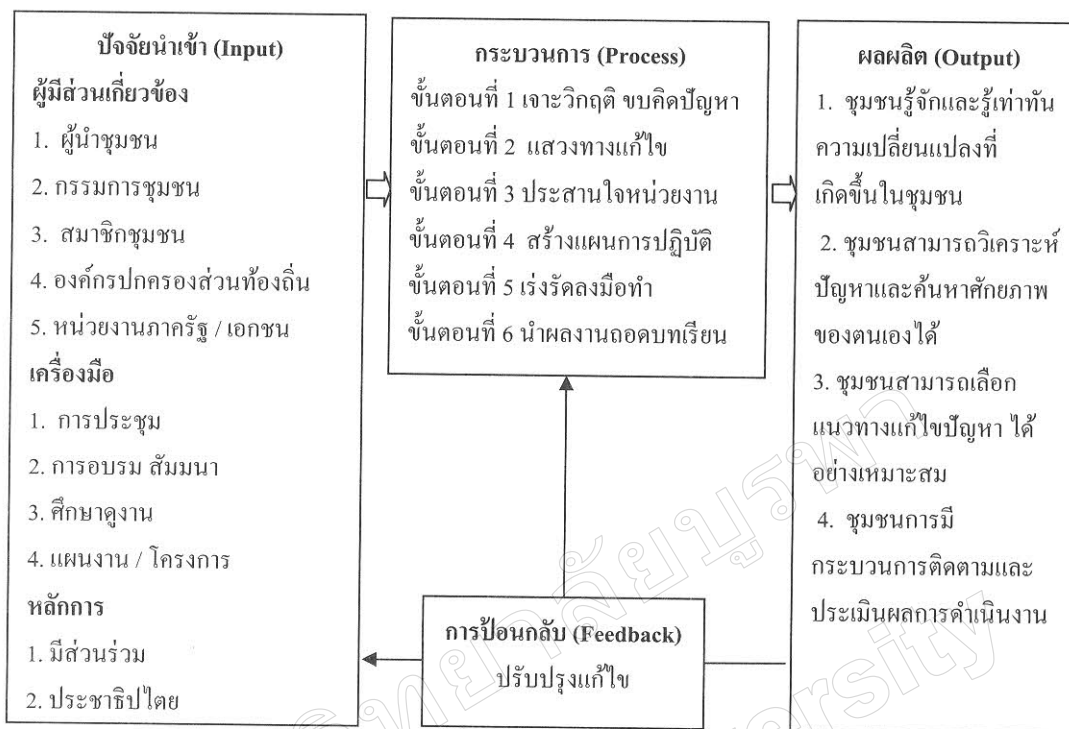 ปัจจัยนำเข้า (Input)
ผู้มีส่วนเกี่ยวข้อง
1. ผู้นำชุมชน
2. กรรมการชุมชน
3. สมาชิกชุมชน
4. องค์กรปกครองส่วนท้องถิ่น
5. หน่วยงานภาครัฐ / เอกชน
เครื่องมือ
1. การประชุม
2. การอบรม สัมมนา
3. ศึกษาดูงาน
4. แผนงาน / โครงการ
หลักการ
1. มีส่วนร่วม
2. ประชาธิปไตย
กระบวนการ (Process)
ขั้นตอนที่ 1 เจาะวิกฤติ ขบคิดปัญหา
ขั้นตอนที่ 2 แสวงทางแก้ไข
ขั้นตอนที่ 3 ประสานใจหน่วยงาน
ขั้นตอนที่ 4 สร้างแผนการปฏิบัติ
ขั้นตอนที่ 5 เร่งรัดลงมือทำ
ขั้นตอนที่ 6 นำผลงานถอดบทเรียน
ผลผลิต (Output)
1. ชุมชนรู้จักและรู้เท่าทัน
ความเปลี่ยนแปลงที่
เกิดขึ้นในชุมชน
2. ชุมชนสามารถวิเคราะห์
ปัญหาและค้นหาศักยภาพ
ของตนเองได้
3. ชุมชนสามารถเลือก
แนวทางแก้ไขปัญหา ได้
อย่างเหมาะสม
4. ชุมชนการมี
กระบวนการติดตามและ
ประเมินผลการดำเนินงาน
การป้อนกลับ (Feedback)
ปรับปรุงแก้ไข